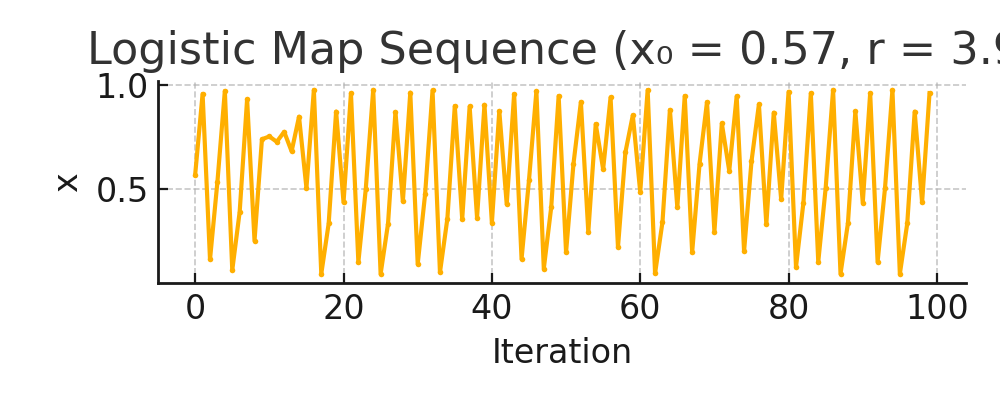 Logistic Map Sequence (x₀ = 0.57, r = 3.9
1.0
0.5
x
0 20 40 60 80 100
Iteration